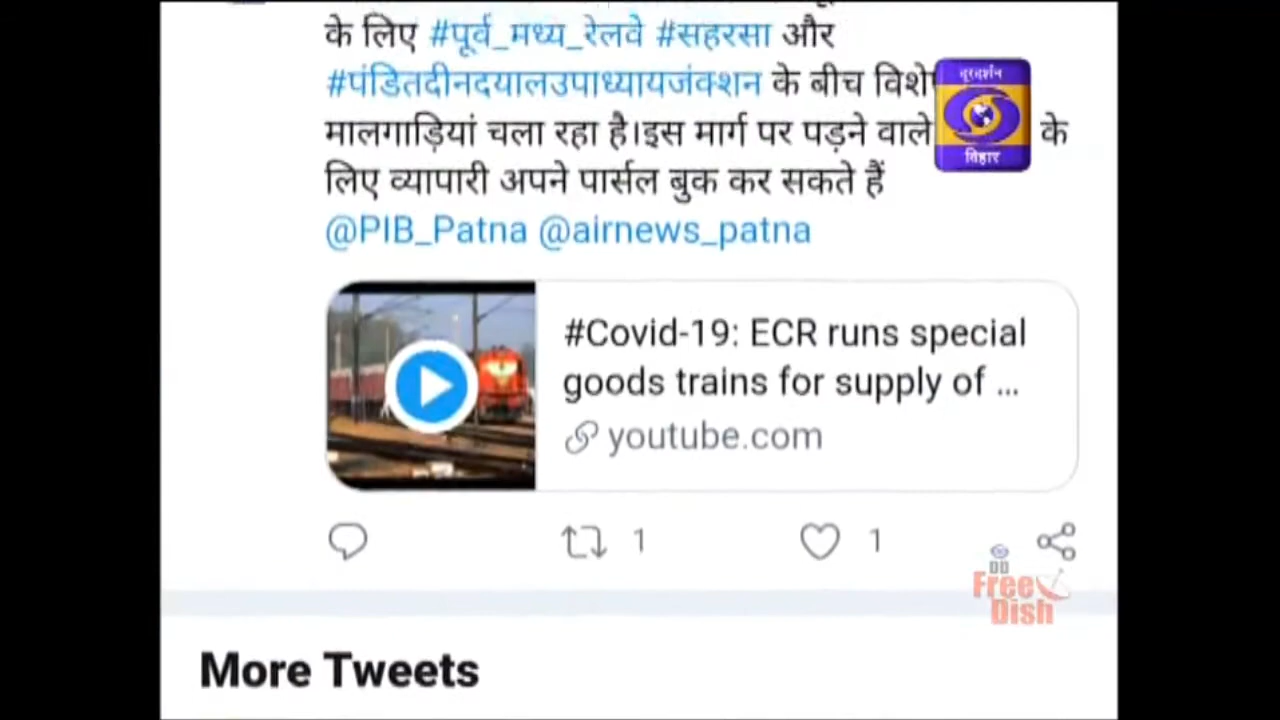 के लिए #पूर्व_मध्य_रेलवे #सहरसा और
#पंडितदीनदयालउपाध्यायजंक्शन के बीच
मालगाड़ियां चला रहा है।इस मार्ग पर पड़ने वाले के
लिए व्यापारी अपने पार्सल बुक कर सकते हैं
@PIB_Patna @airnews_patna
दूरदर्शन
बिहार
#Covid-19: ECR runs special
goods trains for supply of ...
youtube.com
1 1
DD
Free
Dish
More Tweets